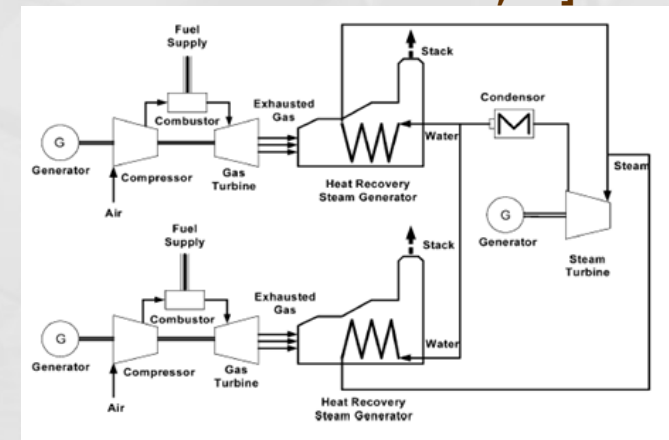 Fuel
Supply
Stack
Exhausted
Gas
Condensor
Combustor
Water
G
Generator
Compressor
Gas
Turbine
Steam
Heat Recovery
Steam Generator
Air
G
Generator
Steam
Turbine
Fuel
Supply
Stack
Exhausted
Gas
Combustor
Water
G
Generator
Compressor
Gas
Turbine
Heat Recovery
Steam Generator
Air